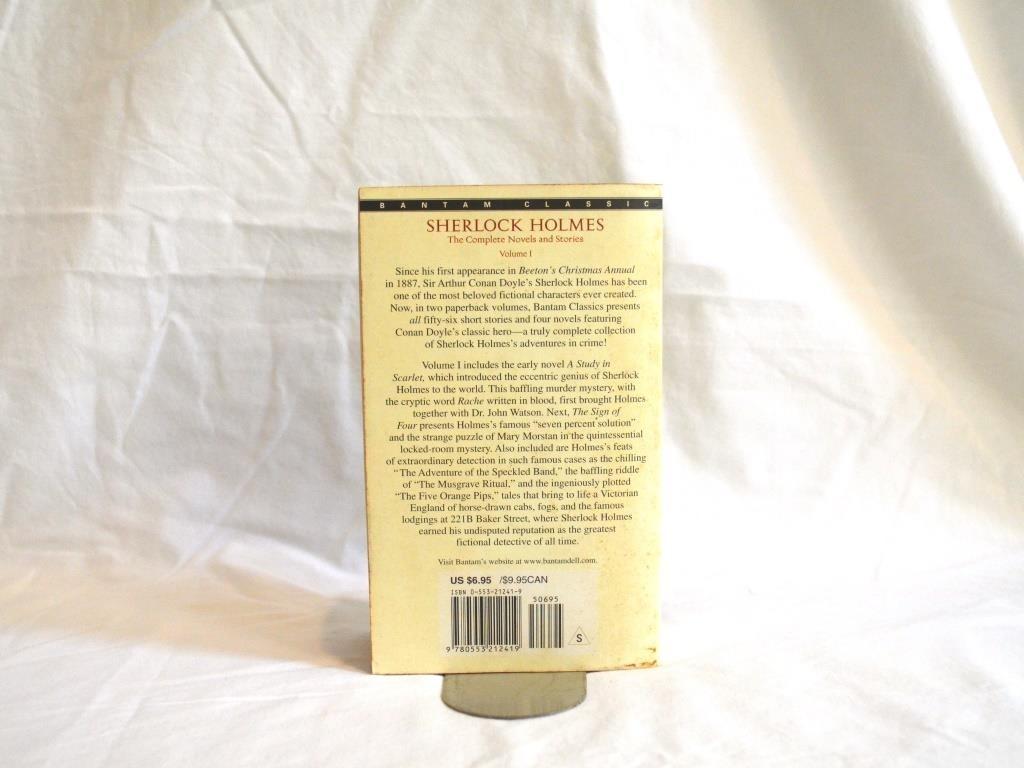 BANTAM CLASSIC
SHERLOCK HOLMES
The Complete Novels and Stories
Volume I
Since his first appearance in Beeton's Christmas Annual
in 1887, Sir Arthur Conan Doyle's Sherlock Holmes has been
one of the most beloved fictional characters ever created.
Now, in two paperback volumes, Bantam Classics presents
all fifty-six short stories and four novels featuring
Conan Doyle's classic hero—a truly complete collection
of Sherlock Holmes's adventures in crime!
Volume I includes the early novel A Study in
Scarlet, which introduced the eccentric genius of Sherlock
Holmes to the world. This baffling murder mystery, with
the cryptic word Rache written in blood, first brought Holmes
together with Dr. John Watson. Next, The Sign of
Four presents Holmes's famous "seven percent solution"
and the strange puzzle of Mary Morstan in the quintessential
locked-room mystery. Also included are Holmes's feats
of extraordinary detection in such famous cases as the chilling
"The Adventure of the Speckled Band," the baffling riddle
of "The Musgrave Ritual," and the ingeniously plotted
"The Five Orange Pips," tales that bring to life a Victorian
England of horse-drawn cabs, fogs, and the famous
lodgings at 221B Baker Street, where Sherlock Holmes
earned his undisputed reputation as the greatest
fictional detective of all time.
Visit Bantam's website at www.bantamdell.com.
US $6.95 /$9.95CAN
ISBN 0-553-21241-9
50695
S
9 780553 212419